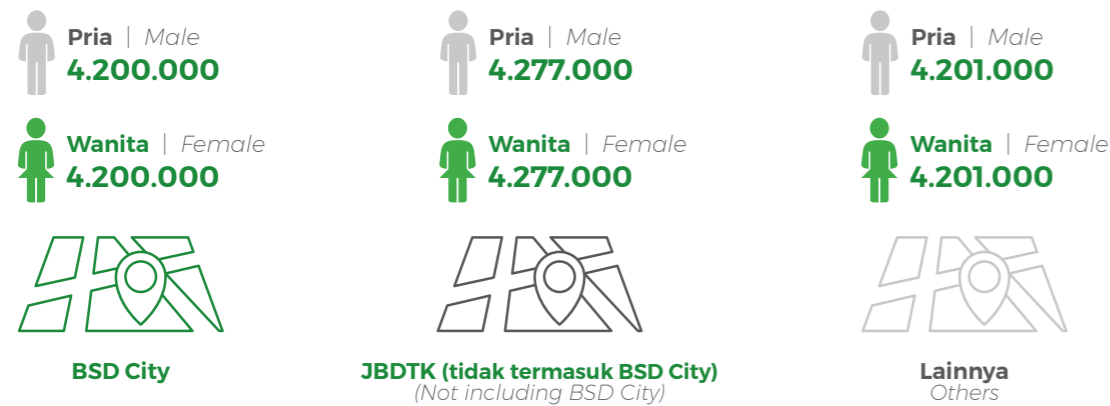 Pria | Male
4.200.000
Wanita | Female
4.200.000
BSD City
Pria | Male
4.277.000
Wanita | Female
4.277.000
JBDTK (tidak termasuk BSD City)
(Not including BSD City)
Pria | Male
4.201.000
Wanita | Female
4.201.000
Lainnya
Others